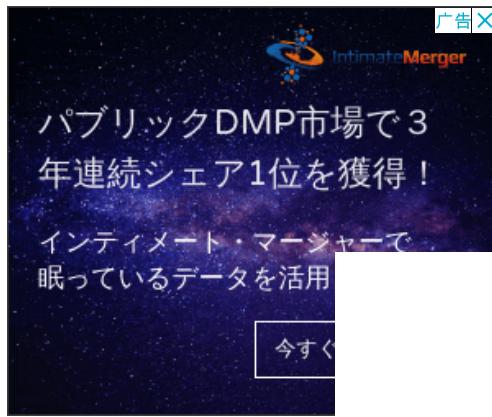 广告
IntimateMerger
パブリックDMP市場で３
年連続シェア1位を獲得！
インティメート・マージャーで
眠っているデータを活用
今すぐ